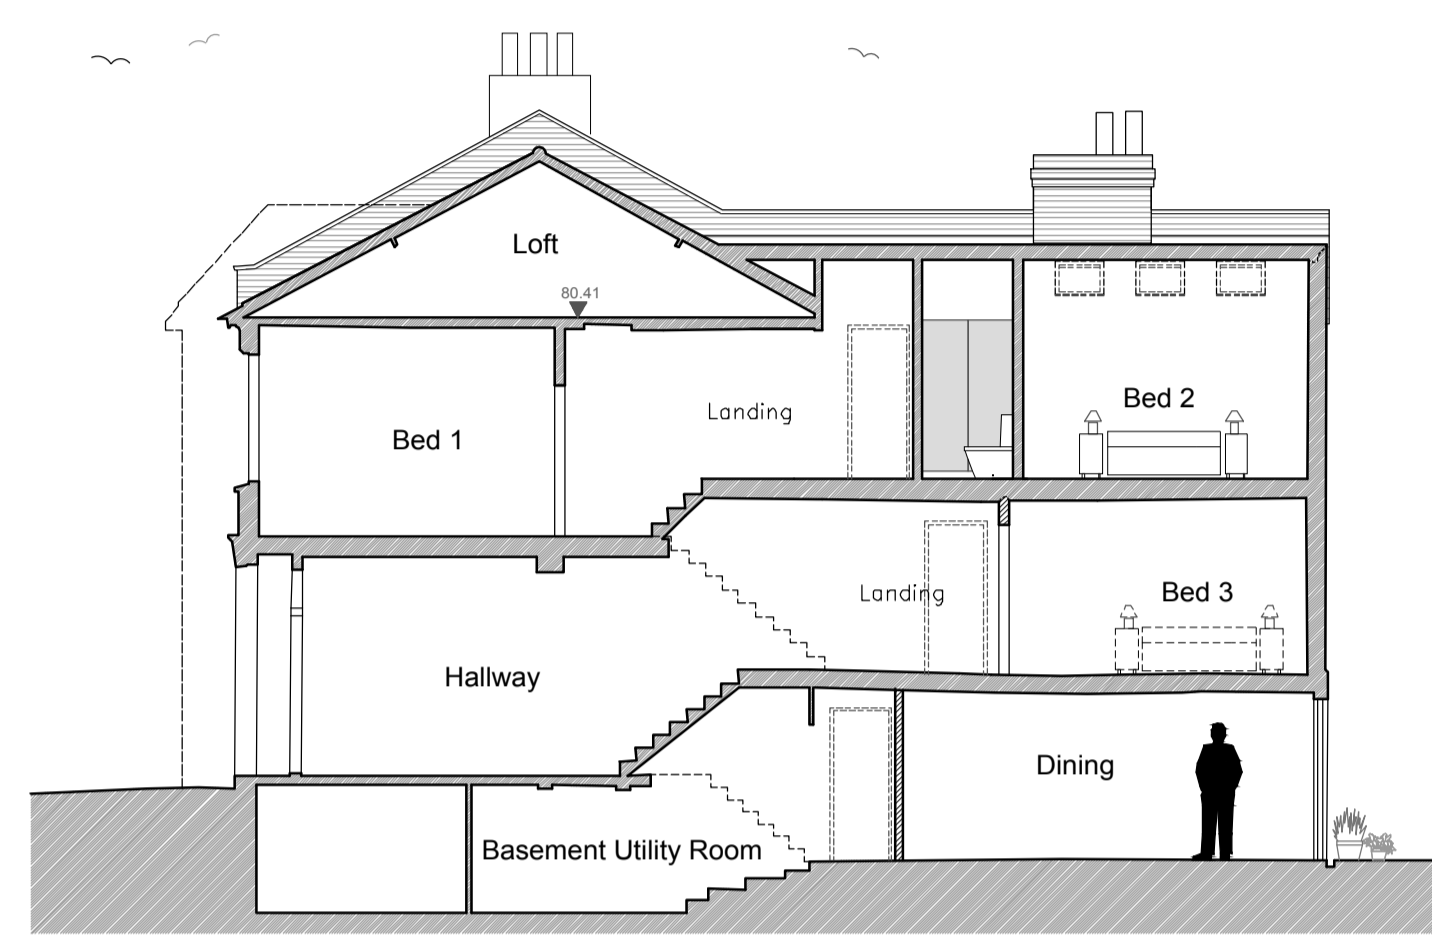 Loft
80.41
Bed 2
Landing
Bed 1
Landing
Bed 3
Hallway
Dining
Basement Utility Room